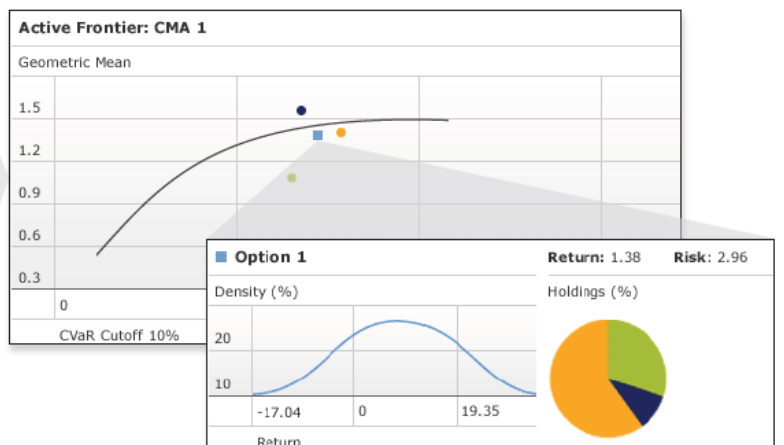 Active Frontier: CMA 1
Geometric Mean
1.5
1.2
0.9
0.6
0.3
0
CVaR Cutoff 10%
Option 1
Return: 1.38 Risk: 2.96
Density (%)
Holdings (%)
20
10
-17.04 0 19.35
Return